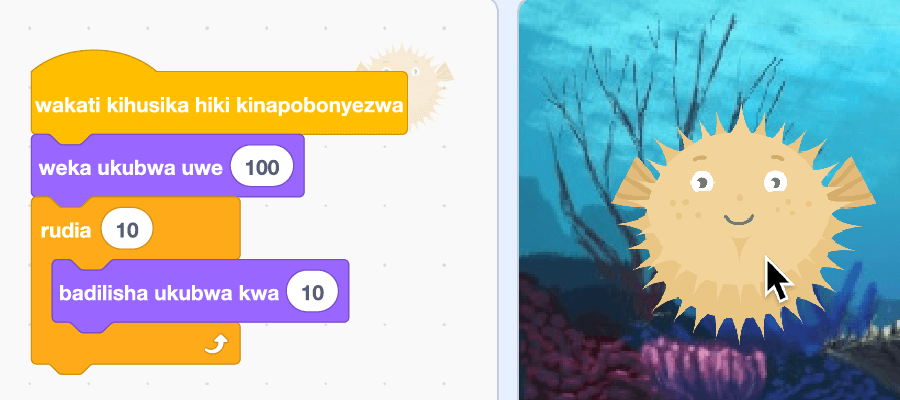 wakati kihusika hiki kinapobonyezwa
weka ukubwa uwe 100
rudia 10
badilisha ukubwa kwa 10